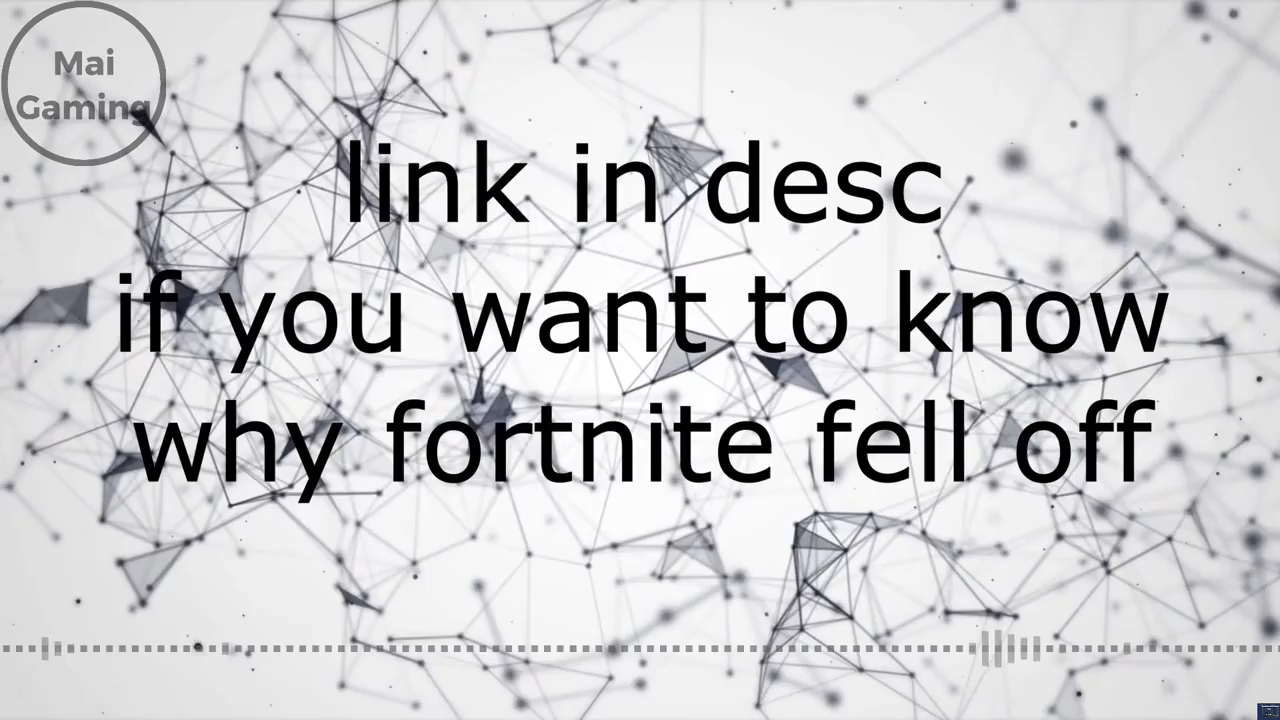 Mai
Gaming
link in desc
if you want to know
why fortnite fell off